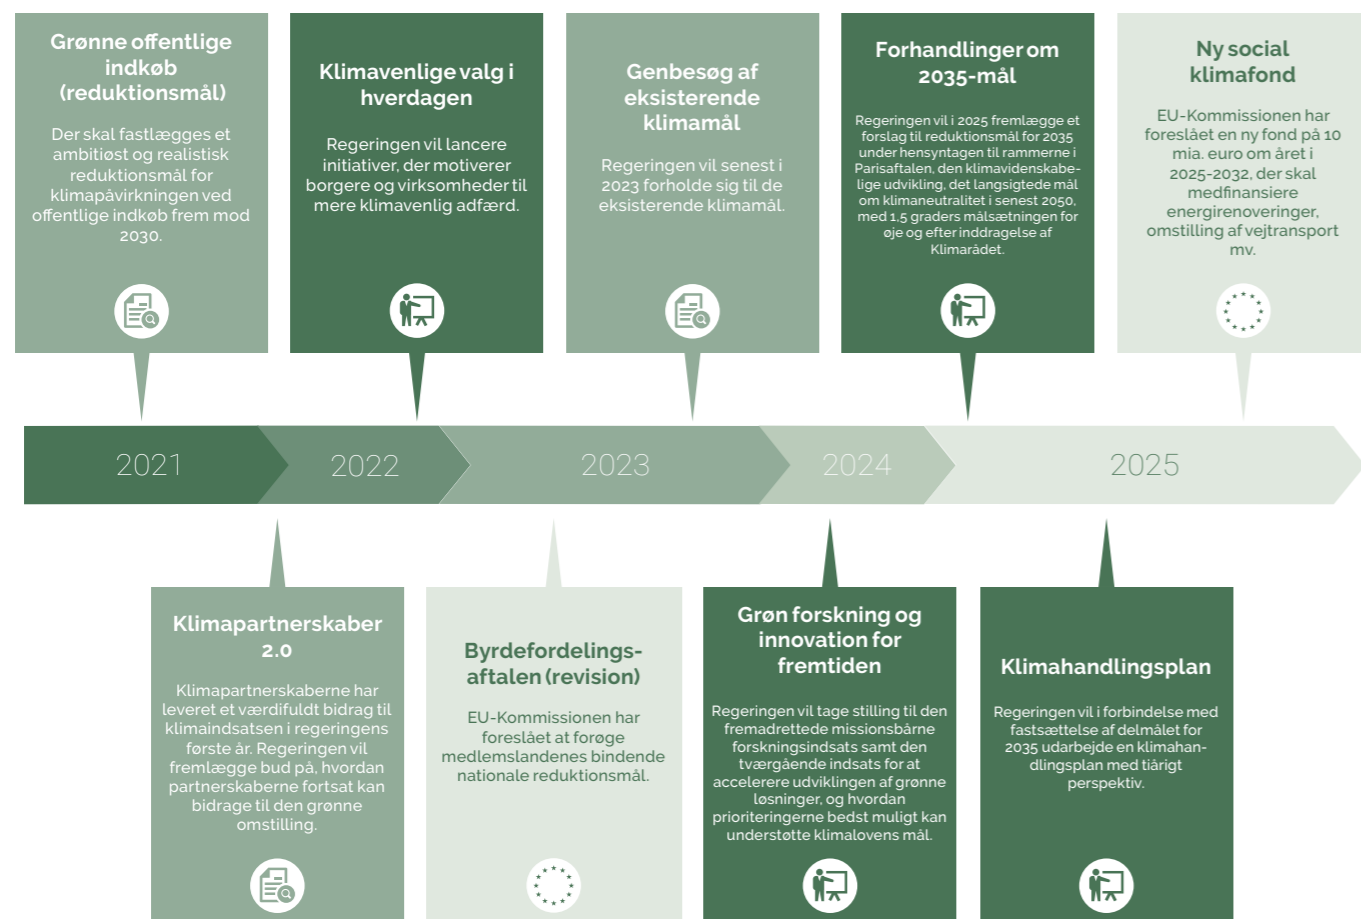 Grønne offentlige
indkøb
(reduktionsmål)
Der skal fastlægges et
ambitiøst og realistisk
reduktionsmål for
klimapåvirkningen ved
offentlige indkøb frem mod
2030.
Klimavenlige valg i
hverdagen
Regeringen vil lancere
initiativer, der motiverer
borgere og virksomheder til
mere klimavenlig adfærd.
Genbesøg af
eksisterende
klimamål
Regeringen vil senest i
2023 forholde sig til de
eksisterende klimamål.
Forhandlinger om
2035-mål
Regeringen vil i 2025 fremlægge et
forslag til reduktionsmål for 2035
under hensyntagen til rammerne i
Parisaftalen, den klimavidenskabe-
lige udvikling, det langsigtede mål
om klimaneutralitet i senest 2050,
med 1,5 graders målsætningen for
øje og efter inddragelse af
Klimarådet.
Ny social
klimafond
EU-Kommissionen har
foreslået en ny fond på 10
mia. euro om året i
2025-2032, der skal
medfinansiere
energirenoveringer,
omstilling af vejtransport
mv.
2021
2022
2023
2024
2025
Klimapartnerskaber
2.0
Klimapartnerskaberne har
leveret et værdifuldt bidrag til
klimaindsatsen i regeringens
første år. Regeringen vil
fremlægge bud på, hvordan
partnerskaberne fortsat kan
bidrage til den grønne
omstilling.
Byrdefordelings-
aftalen (revision)
EU-Kommissionen har
foreslået at forøge
medlemslandenes bindende
nationale reduktionsmål.
Grøn forskning og
innovation for
fremtiden
Regeringen vil tage stilling til den
fremadrettede missionsbårne
forskningsindsats samt den
tværgående indsats for at
accelerere udviklingen af grønne
løsninger, og hvordan
prioriteringerne bedst muligt kan
understøtte klimalovens mål.
Klimahandlingsplan
Regeringen vil i forbindelse med
fastsættelse af delmålet for
2035 udarbejde en klimahan-
dlingsplan med tiårigt
perspektiv.